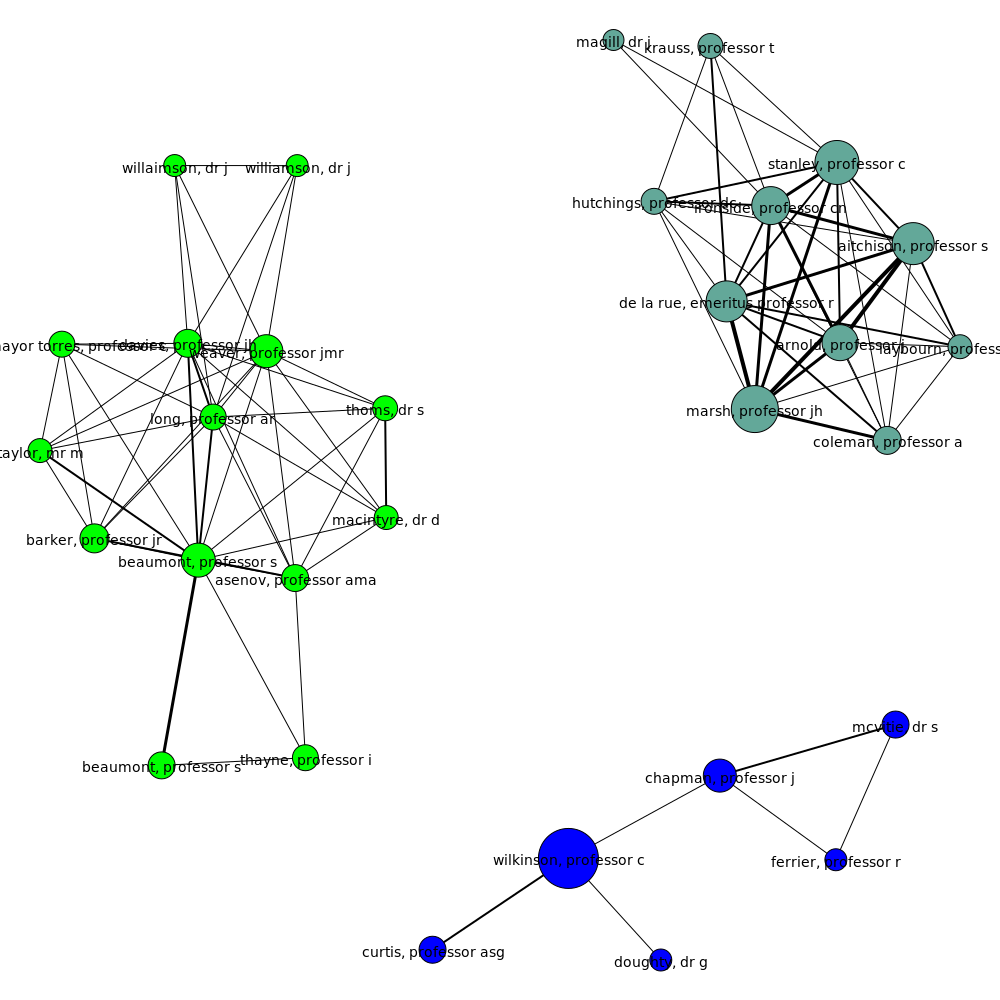 magill, dr j
krauss, professor t
stanley, professor c
willaimson, dr j
williamson, dr j
hutchings, professor dc
ironside, professor cn
aitchison, professor s
de la rue, emeritus professor r
mayor torres, professor
davies, professor jh
weaver, professor jmr
arnold, professor
laybourn, profess
marsh, professor jh
thoms, dr s
long, professor ar
coleman, professor a
taylor, mr m
macintyre, dr d
barker, professor jr
beaumont, professor s
asenov, professor ama
mcvitie, dr s
thayne, professor i
beaumont, professor s
chapman, professor j
wilkinson, professor c
ferrier, professor r
curtis, professor asg
doughty, dr g